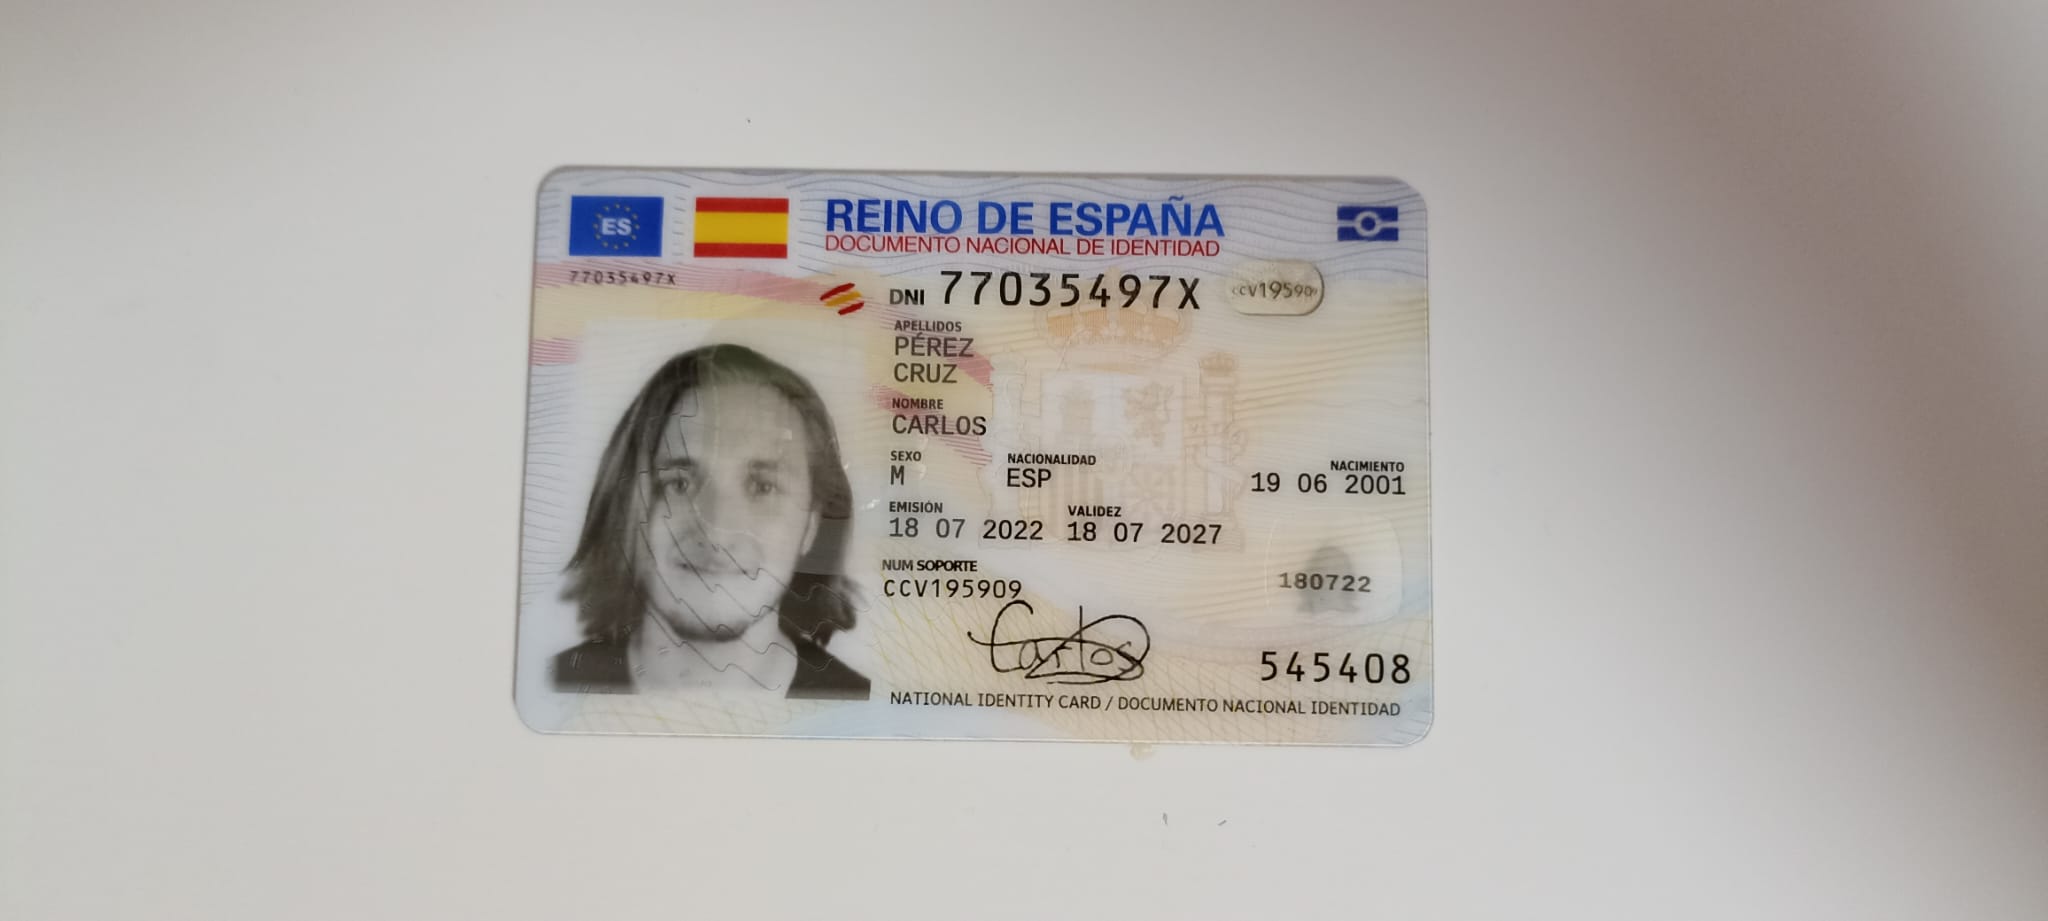 ES
REINO DE ESPAÑA
DOCUMENTO NACIONAL DE IDENTIDAD
77035497X
DNI 77035497X
CCV195909
APELLIDOS
PÉREZ
CRUZ
NOMBRE
CARLOS
SEXO NACIONALIDAD NACIMIENTO
M ESP 19 06 2001
EMISIÓN VALIDEZ
18 07 2022 18 07 2027
NUM SOPORTE
CCV195909
180722
Carlos
545408
NATIONAL IDENTITY CARD / DOCUMENTO NACIONAL IDENTIDAD